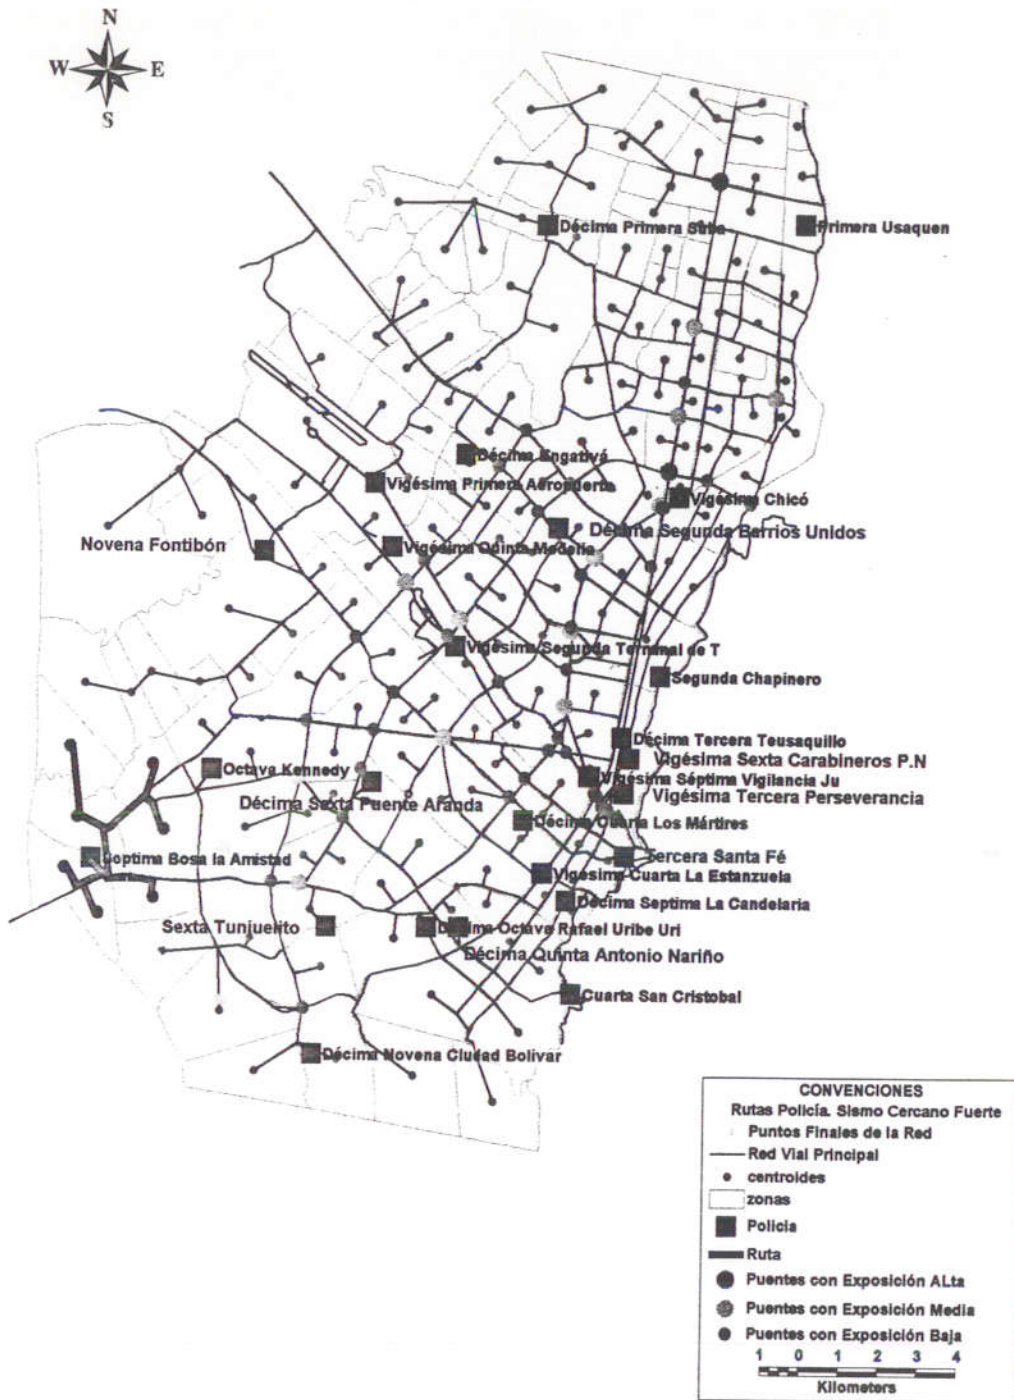 N
W E
S
Décima Primera Suba
Primera Usaquen
Décima Engativá
Vigésima Primera Aeropuerto
Vigésima Chicó
Décima Segunda Barrios Unidos
Novena Fontibón
Vigésima Quinta Modelia
Vigésima Segunda Terminal de T
Segunda Chapinero
Décima Tercera Teusaquillo
Vigésima Sexta Carabineros P.N
Octava Kennedy
Vigésima Séptima Vigilancia Ju
Décima Sexta Puente Aranda
Vigésima Tercera Perseverancia
Décima Cuarta Los Mártires
Septima Bosa la Amistad
Tercera Santa Fé
Vigésima Cuarta La Estanzuela
Décima Septima La Candelaria
Sexta Tunjuelito
Décima Octava Rafael Uribe Uri
Décima Quinta Antonio Nariño
Cuarta San Cristobal
Décima Novena Ciudad Bolivar
CONVENCIONES
Rutas Policía. Sismo Cercano Fuerte
Puntos Finales de la Red
Red Vial Principal
centroides
zonas
Policia
Ruta
Puentes con Exposición ALta
Puentes con Exposición Media
Puentes con Exposición Baja
1 0 1 2 3 4
Kilometers